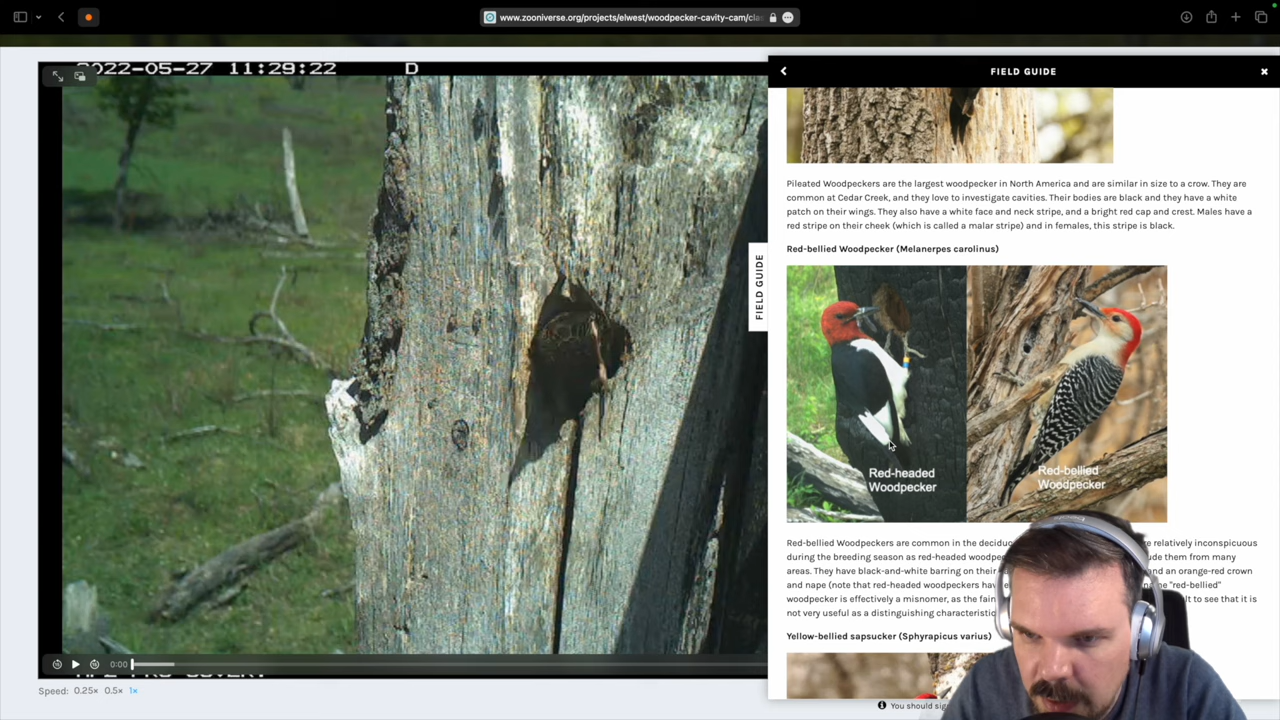 www.zooniverse.org/projects/elwest/woodpecker-cavity-cam/cla
2022-05-27 11:29:22 D
FIELD GUIDE
Pileated Woodpeckers are the largest woodpecker in North America and are similar in size to a crow. They are
common at Cedar Creek, and they love to investigate cavities. Their bodies are black and they have a white
patch on their wings. They also have a white face and neck stripe, and a bright red cap and crest. Males have a
red stripe on their cheek (which is called a malar stripe) and in females, this stripe is black.
Red-bellied Woodpecker (Melanerpes carolinus)
FIELD GUIDE
Red-headed
Woodpecker
Red-bellied
Woodpecker
Red-bellied Woodpeckers are common in the deciduo re relatively inconspicuous
during the breeding season as red-headed woodpe ude them from many
areas. They have black-and-white barring on their and an orange-red crown
and nape (note that red-headed woodpeckers hav "red-bellied"
woodpecker is effectively a misnomer, as the fain lt to see that it is
not very useful as a distinguishing characteristic
Yellow-bellied sapsucker (Sphyrapicus varius)
0:00
Speed: 0.25x 0.5x 1x
You should sig